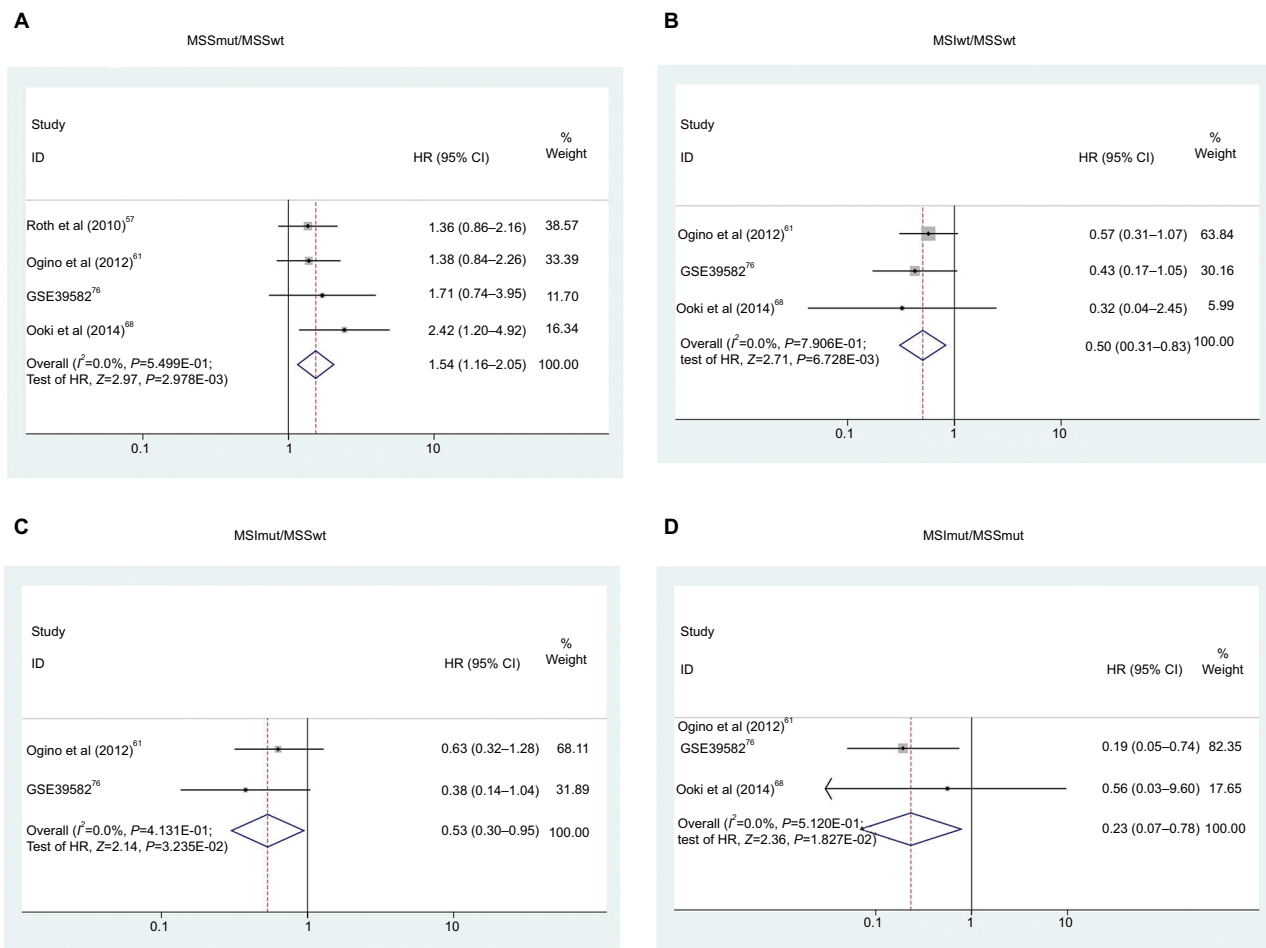 A
MSSmut/MSSwt
Study
%
ID HR (95% CI) Weight
Roth et al (2010)57 1.36 (0.86–2.16) 38.57
Ogino et al (2012)61 1.38 (0.84–2.26) 33.39
GSE3958276 1.71 (0.74–3.95) 11.70
Ooki et al (2014)68 2.42 (1.20–4.92) 16.34
Overall (I2=0.0%, P=5.499E-01; 1.54 (1.16–2.05) 100.00
Test of HR, Z=2.97, P=2.978E-03)
0.1 1 10
B
MSIwt/MSSwt
Study
%
ID HR (95% CI) Weight
Ogino et al (2012)61 0.57 (0.31–1.07) 63.84
GSE3958276 0.43 (0.17–1.05) 30.16
Ooki et al (2014)68 0.32 (0.04–2.45) 5.99
Overall (I2=0.0%, P=7.906E-01; 0.50 (00.31–0.83) 100.00
test of HR, Z=2.71, P=6.728E-03)
0.1 1 10
C
MSImut/MSSwt
Study
%
ID HR (95% CI) Weight
Ogino et al (2012)61 0.63 (0.32–1.28) 68.11
GSE3958276 0.38 (0.14–1.04) 31.89
Overall (I2=0.0%, P=4.131E-01; 0.53 (0.30–0.95) 100.00
Test of HR, Z=2.14, P=3.235E-02)
0.1 1 10
D
MSImut/MSSmut
Study
%
ID HR (95% CI) Weight
Ogino et al (2012)61
GSE3958276 0.19 (0.05–0.74) 82.35
Ooki et al (2014)68 0.56 (0.03–9.60) 17.65
Overall (I2=0.0%, P=5.120E-01; 0.23 (0.07–0.78) 100.00
test of HR, Z=2.36, P=1.827E-02)
0.1 1 10